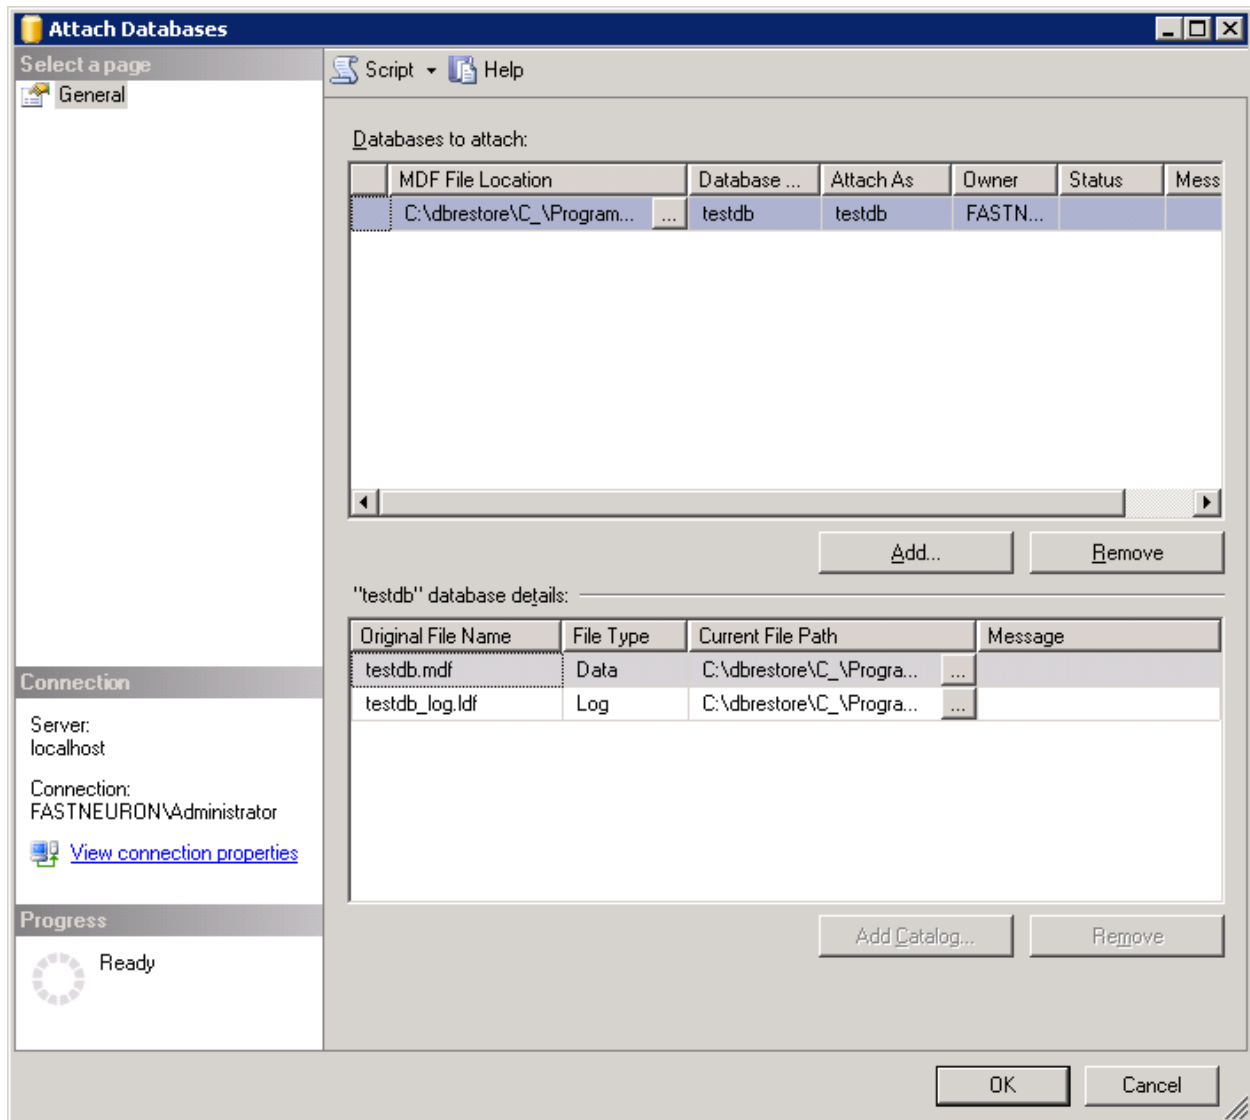 Attach Databases
Select a page
General
Script
Help
Databases to attach:
MDF File Location Database ... Attach As Owner Status Mess
C:\dbrestore\C_\Program... ... testdb testdb FASTN...
Add... Remove
"testdb" database details:
Original File Name File Type Current File Path Message
testdb.mdf Data C:\dbrestore\C_\Progra... ...
testdb_log.ldf Log C:\dbrestore\C_\Progra... ...
Add Catalog... Remove
Connection
Server:
localhost
Connection:
FASTNEURON\Administrator
View connection properties
Progress
Ready
OK Cancel